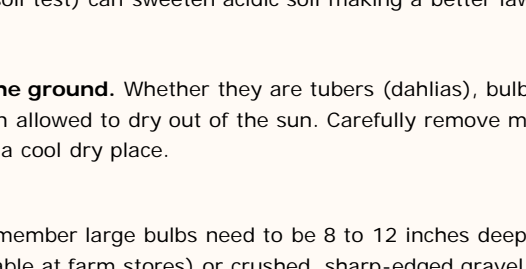 soil test) can sweeten acidic soil making a better law
he ground. Whether they are tubers (dahlias), bulb
n allowed to dry out of the sun. Carefully remove m
a cool dry place.
member large bulbs need to be 8 to 12 inches deep
able at farm stores) or crushed, sharp-edged gravel